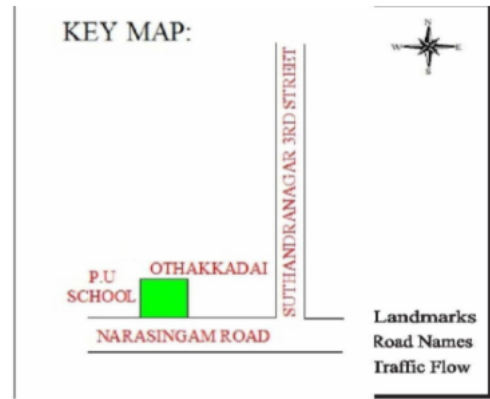 KEY MAP:
N
W
E
S
SUTHANDRANAGAR 3RD STREET
OTHAKKADAI
P.U
SCHOOL
NARASINGAM ROAD
Landmarks
Road Names
Traffic Flow